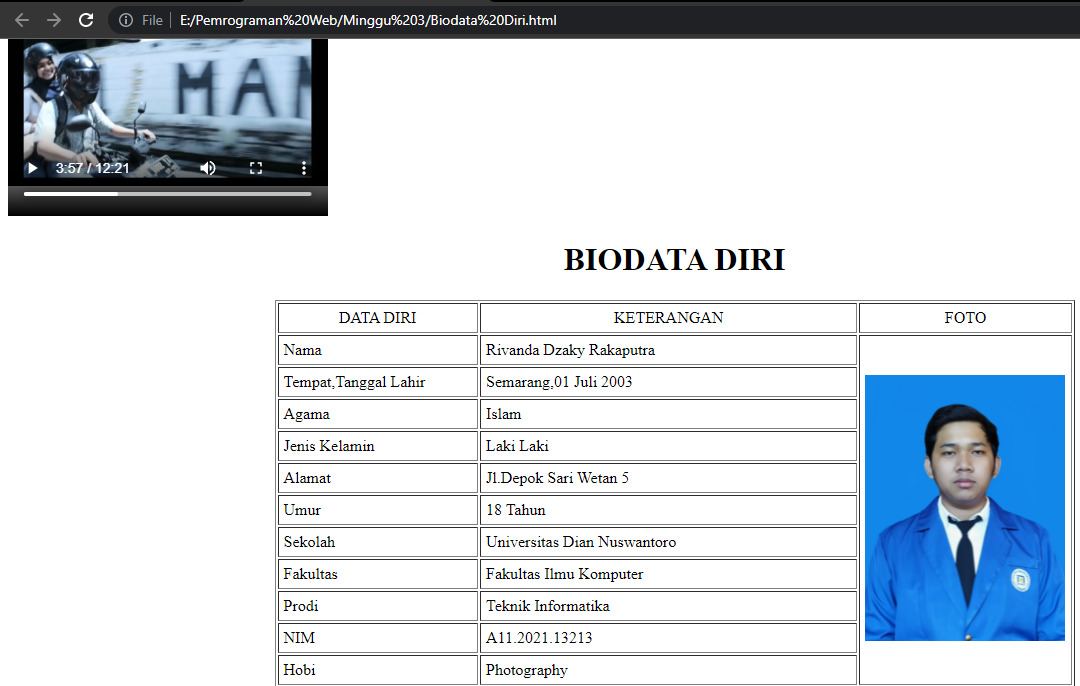 File | E:/Pemrograman%20Web/Minggu%203/Biodata%20Diri.html
MAN
3:57 / 12:21
BIODATA DIRI
DATA DIRI KETERANGAN FOTO
Nama Rivanda Dzaky Rakaputra
Tempat,Tanggal Lahir Semarang,01 Juli 2003
Agama Islam
Jenis Kelamin Laki Laki
Alamat Jl.Depok Sari Wetan 5
Umur 18 Tahun
Sekolah Universitas Dian Nuswantoro
Fakultas Fakultas Ilmu Komputer
Prodi Teknik Informatika
NIM A11.2021.13213
Hobi Photography